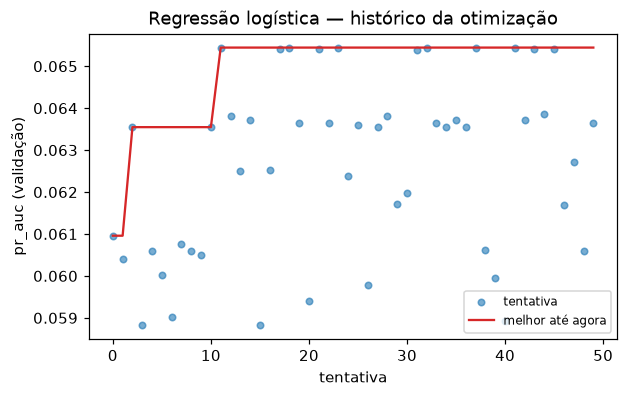 Regressão logística — histórico da otimização
pr_auc (validação)
0.065
0.064
0.063
0.062
0.061
0.060
0.059
0
10
20
30
40
50
tentativa
tentativa
melhor até agora